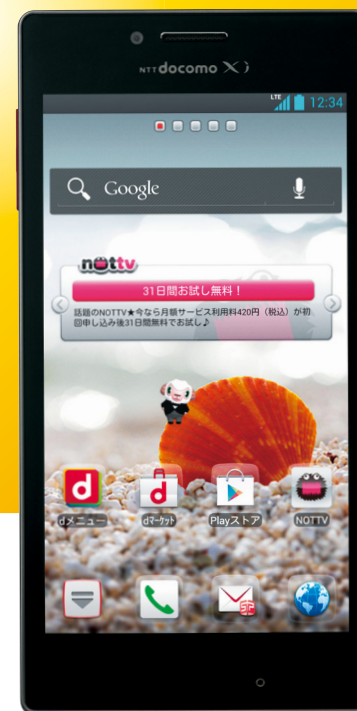 NTT docomo Xi
LTE 12:34
Google
nottv
31日間お試し無料！
話題のNOTTV★今なら月額サービス利用料420円（税込）が初
回申し込み後31日間無料でお試し♪
d
d
dメニュー
dマーケット
Playストア
NOTTV